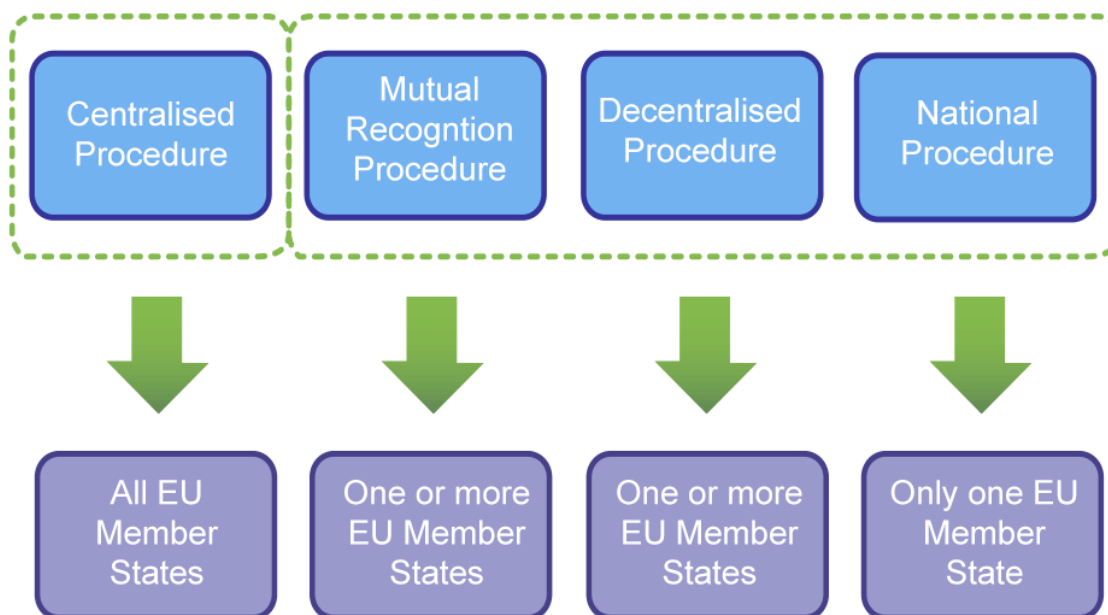 Centralised
Procedure
Mutual
Recogntion
Procedure
Decentralised
Procedure
National
Procedure
All EU
Member
States
One or more
EU Member
States
One or more
EU Member
States
Only one EU
Member
State